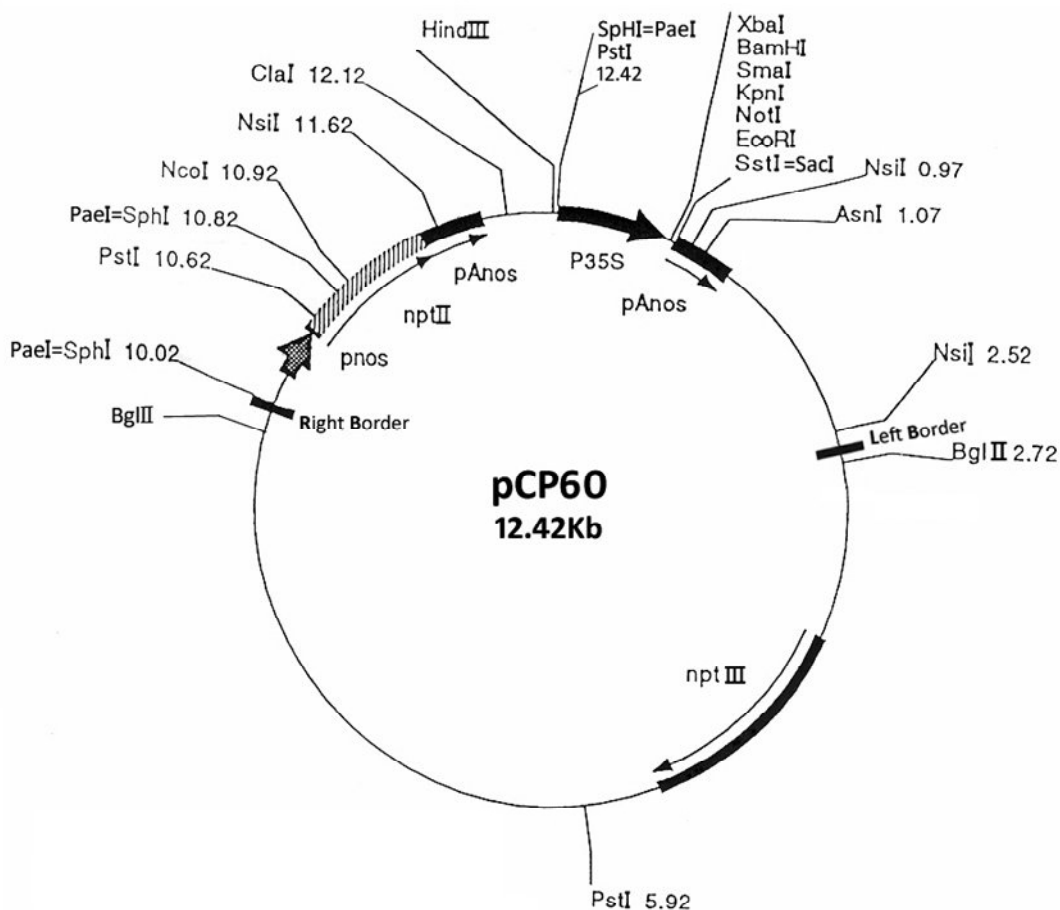 HindIII
SpHI=PaeI
PstI
12.42
XbaI
BamHI
SmaI
KpnI
NotI
EcoRI
SstI=SacI
ClaI 12.12
NsiI 11.62
NcoI 10.92
PaeI=SphI 10.82
PstI 10.62
PaeI=SphI 10.02
BglII
NsiI 0.97
AsnI 1.07
P35S
pAnos
pAnos
nptII
pnos
Right Border
NsiI 2.52
Left Border
BglII 2.72
pCP60
12.42Kb
nptIII
PstI 5.92